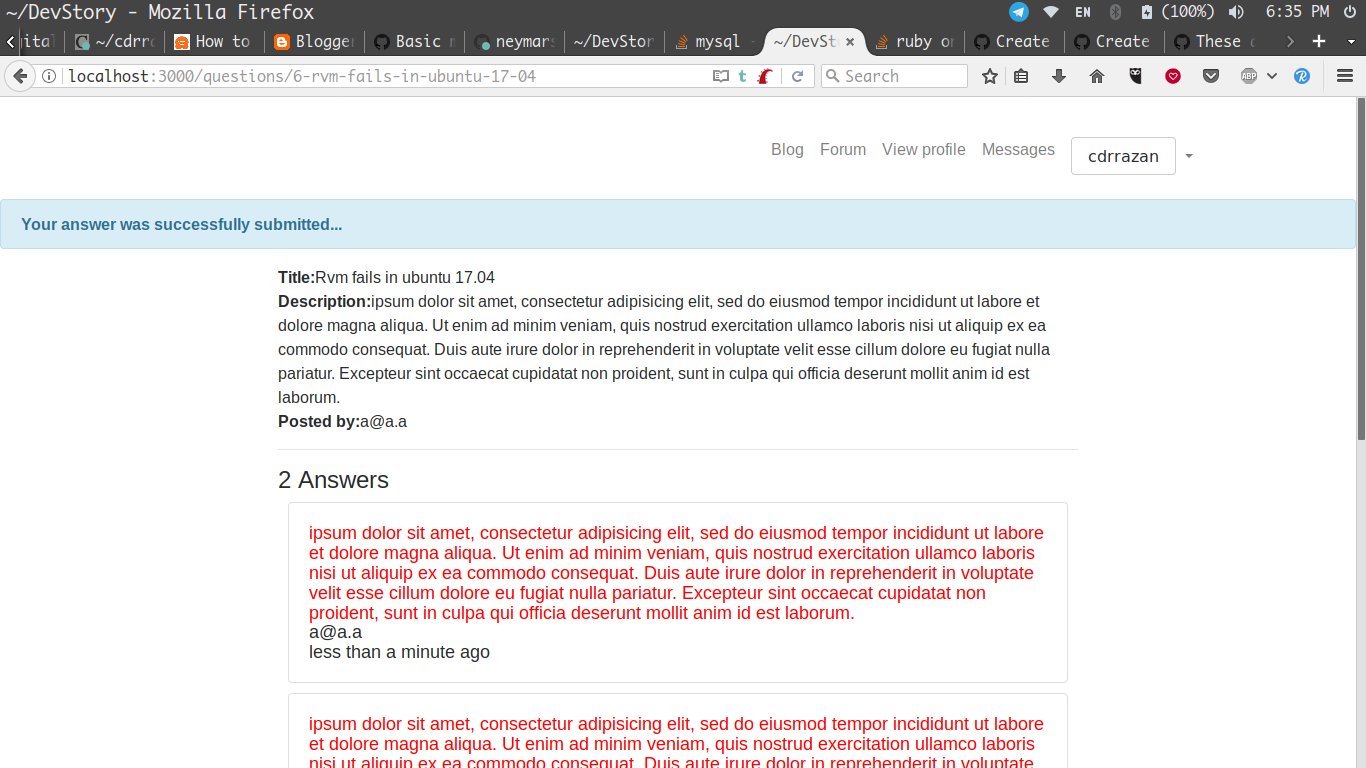 ~/DevStory - Mozilla Firefox
EN (100%) 6:35 PM
ital ~/cdrra How to Blogger Basic neymar ~/DevStor mysql ~/DevSt × ruby or Create Create These
localhost:3000/questions/6-rvm-fails-in-ubuntu-17-04 t Search ABP
Blog Forum View profile Messages cdrrazan
Your answer was successfully submitted...
Title:Rvm fails in ubuntu 17.04
Description:ipsum dolor sit amet, consectetur adipisicing elit, sed do eiusmod tempor incididunt ut labore et
dolore magna aliqua. Ut enim ad minim veniam, quis nostrud exercitation ullamco laboris nisi ut aliquip ex ea
commodo consequat. Duis aute irure dolor in reprehenderit in voluptate velit esse cillum dolore eu fugiat nulla
pariatur. Excepteur sint occaecat cupidatat non proident, sunt in culpa qui officia deserunt mollit anim id est
laborum.
Posted by:a@a.a
2 Answers
ipsum dolor sit amet, consectetur adipisicing elit, sed do eiusmod tempor incididunt ut labore
et dolore magna aliqua. Ut enim ad minim veniam, quis nostrud exercitation ullamco laboris
nisi ut aliquip ex ea commodo consequat. Duis aute irure dolor in reprehenderit in voluptate
velit esse cillum dolore eu fugiat nulla pariatur. Excepteur sint occaecat cupidatat non
proident, sunt in culpa qui officia deserunt mollit anim id est laborum.
a@a.a
less than a minute ago
ipsum dolor sit amet, consectetur adipisicing elit, sed do eiusmod tempor incididunt ut labore
et dolore magna aliqua. Ut enim ad minim veniam, quis nostrud exercitation ullamco laboris
nisi ut aliquip ex ea commodo consequat. Duis aute irure dolor in reprehenderit in voluptate